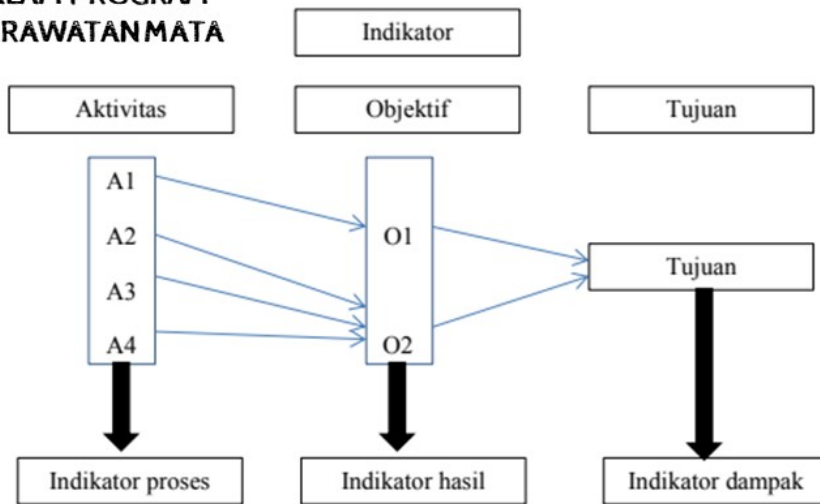 RAWATAN MATA
Indikator
Aktivitas
Objektif
Tujuan
A1
A2
A3
A4
O1
O2
Tujuan
Indikator proses
Indikator hasil
Indikator dampak